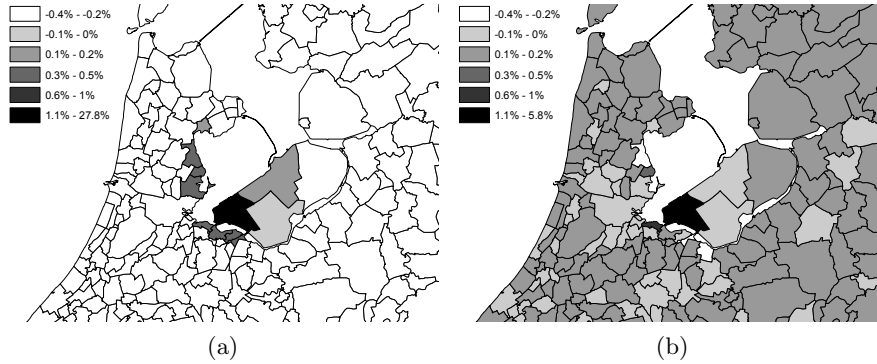 -0.4% - -0.2%
-0.1% - 0%
0.1% - 0.2%
0.3% - 0.5%
0.6% - 1%
1.1% - 27.8%
(a)
-0.4% - -0.2%
-0.1% - 0%
0.1% - 0.2%
0.3% - 0.5%
0.6% - 1%
1.1% - 5.8%
(b)